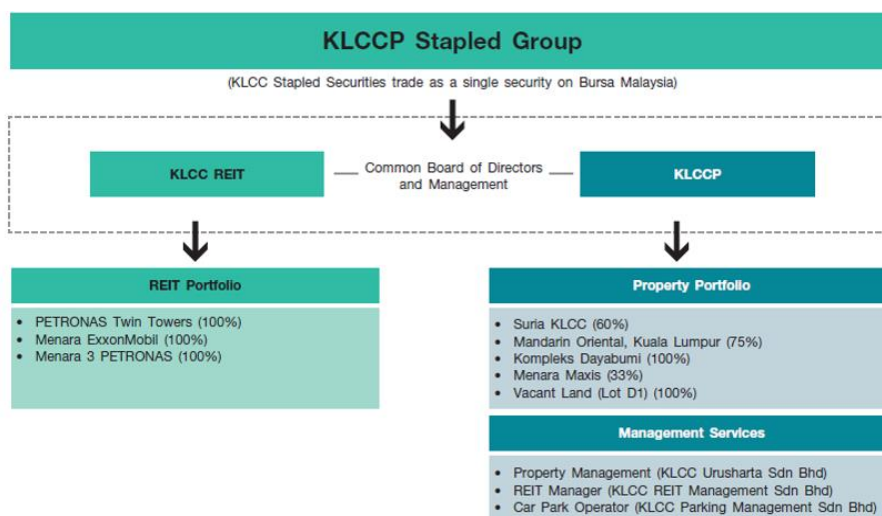 KLCCP Stapled Group
(KLCC Stapled Securities trade as a single security on Bursa Malaysia)
KLCC REIT
Common Board of Directors
and Management
KLCCP
REIT Portfolio
• PETRONAS Twin Towers (100%)
• Menara ExxonMobil (100%)
• Menara 3 PETRONAS (100%)
Property Portfolio
• Suria KLCC (60%)
• Mandarin Oriental, Kuala Lumpur (75%)
• Kompleks Dayabumi (100%)
• Menara Maxis (33%)
• Vacant Land (Lot D1) (100%)
Management Services
• Property Management (KLCC Urusharta Sdn Bhd)
• REIT Manager (KLCC REIT Management Sdn Bhd)
• Car Park Operator (KLCC Parking Management Sdn Bhd)